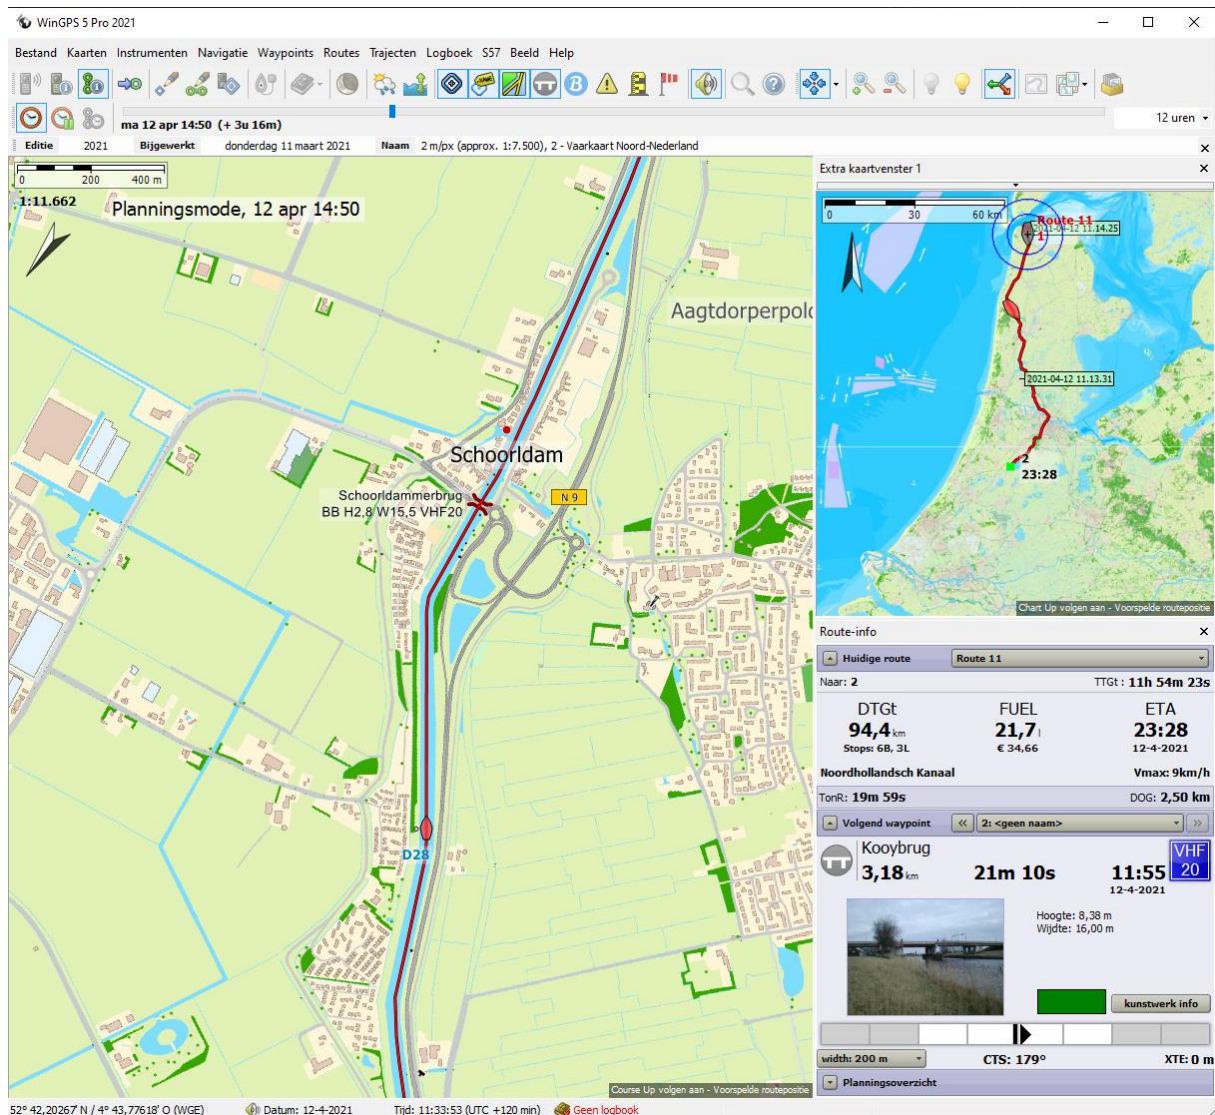 WinGPS 5 Pro 2021
Bestand Kaarten Instrumenten Navigatie Waypoints Routes Trajecten Logboek S57 Beeld Help
ma 12 apr 14:50 (+ 3u 16m)
12 uren
Editie 2021 Bijgewerkt donderdag 11 maart 2021 Naam 2 m/px (approx. 1:7.500), 2 - Vaarkaart Noord-Nederland
0 200 400 m
1:11.662
Planningsmode, 12 apr 14:50
Aagtdorperpol
Schoorldam
Schoorldammerbrug
BB H2,8 W15,5 VHF20
N 9
D28
Course Up volgen aan - Voorspelde routepositie
Extra kaartvenster 1
0 30 60 km
Route 11
2021-04-12 11.14.25
1
2021-04-12 11.13.31
2
23:28
Chart Up volgen aan - Voorspelde routepositie
Route-info
Huidige route Route 11
Naar: 2 TTGt : 11h 54m 23s
DTGt FUEL ETA
94,4 km 21,7 l 23:28
Stops: 6B, 3L € 34,66 12-4-2021
Noordhollandsch Kanaal Vmax: 9km/h
TonR: 19m 59s DOG: 2,50 km
Volgend waypoint << 2: <geen naam> >>
Kooybrug VHF
3,18 km 21m 10s 11:55 20
12-4-2021
Hoogte: 8,38 m
Wijdte: 16,00 m
kunstwerk info
width: 200 m CTS: 179° XTE: 0 m
Planningsoverzicht
52° 42,20267' N / 4° 43,77618' O (WGE) Datum: 12-4-2021 Tijd: 11:33:53 (UTC +120 min) Geen logboek